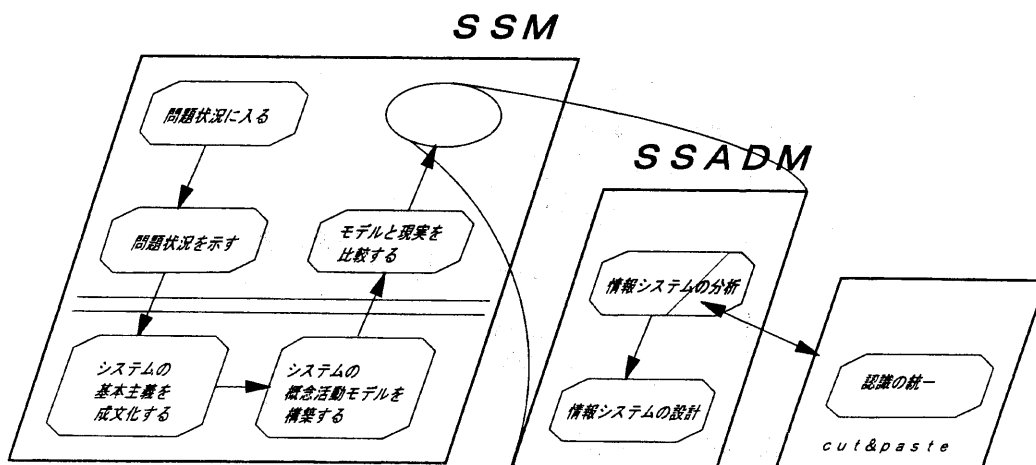 SSM
問題状況に入る
問題状況を示す
モデルと現実を
比較する
システムの
基本主義を
成文化する
システムの
概念活動モデルを
構築する
SSADM
情報システムの分析
情報システムの設計
認識の統一
cut&paste